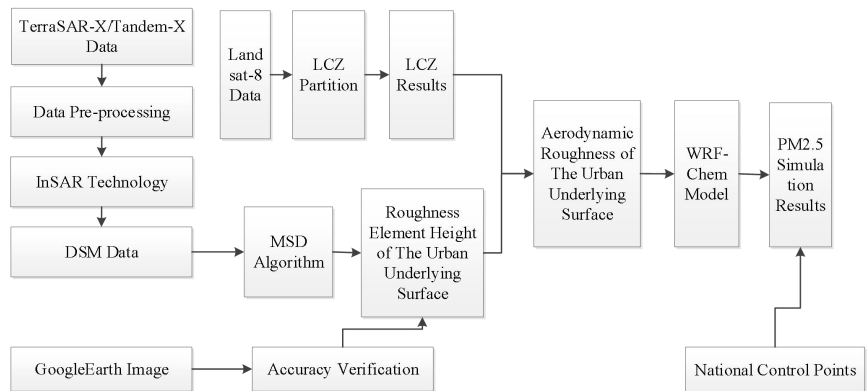 TerraSAR-X/Tandem-X
Data
Data Pre-processing
InSAR Technology
DSM Data
Land
sat-8
Data
LCZ
Partition
LCZ
Results
MSD
Algorithm
Roughness
Element Height
of The Urban
Underlying
Surface
Aerodynamic
Roughness of
The Urban
Underlying
Surface
WRF-
Chem
Model
PM2.5
Simula
tion
Results
GoogleEarth Image
Accuracy Verification
National Control Points